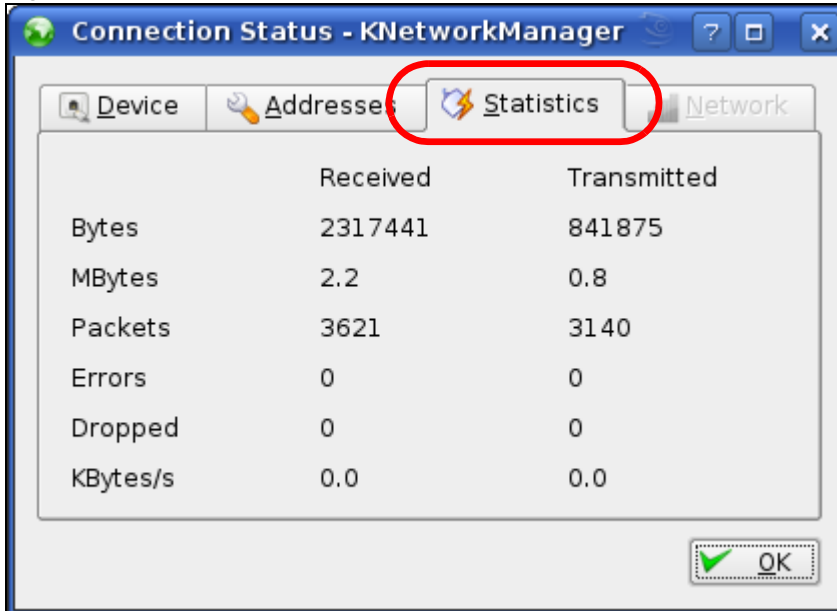 Connection Status - KNetworkManager
Device Addresses Statistics Network
Received Transmitted
Bytes 2317441 841875
MBytes 2.2 0.8
Packets 3621 3140
Errors 0 0
Dropped 0 0
KBytes/s 0.0 0.0
OK